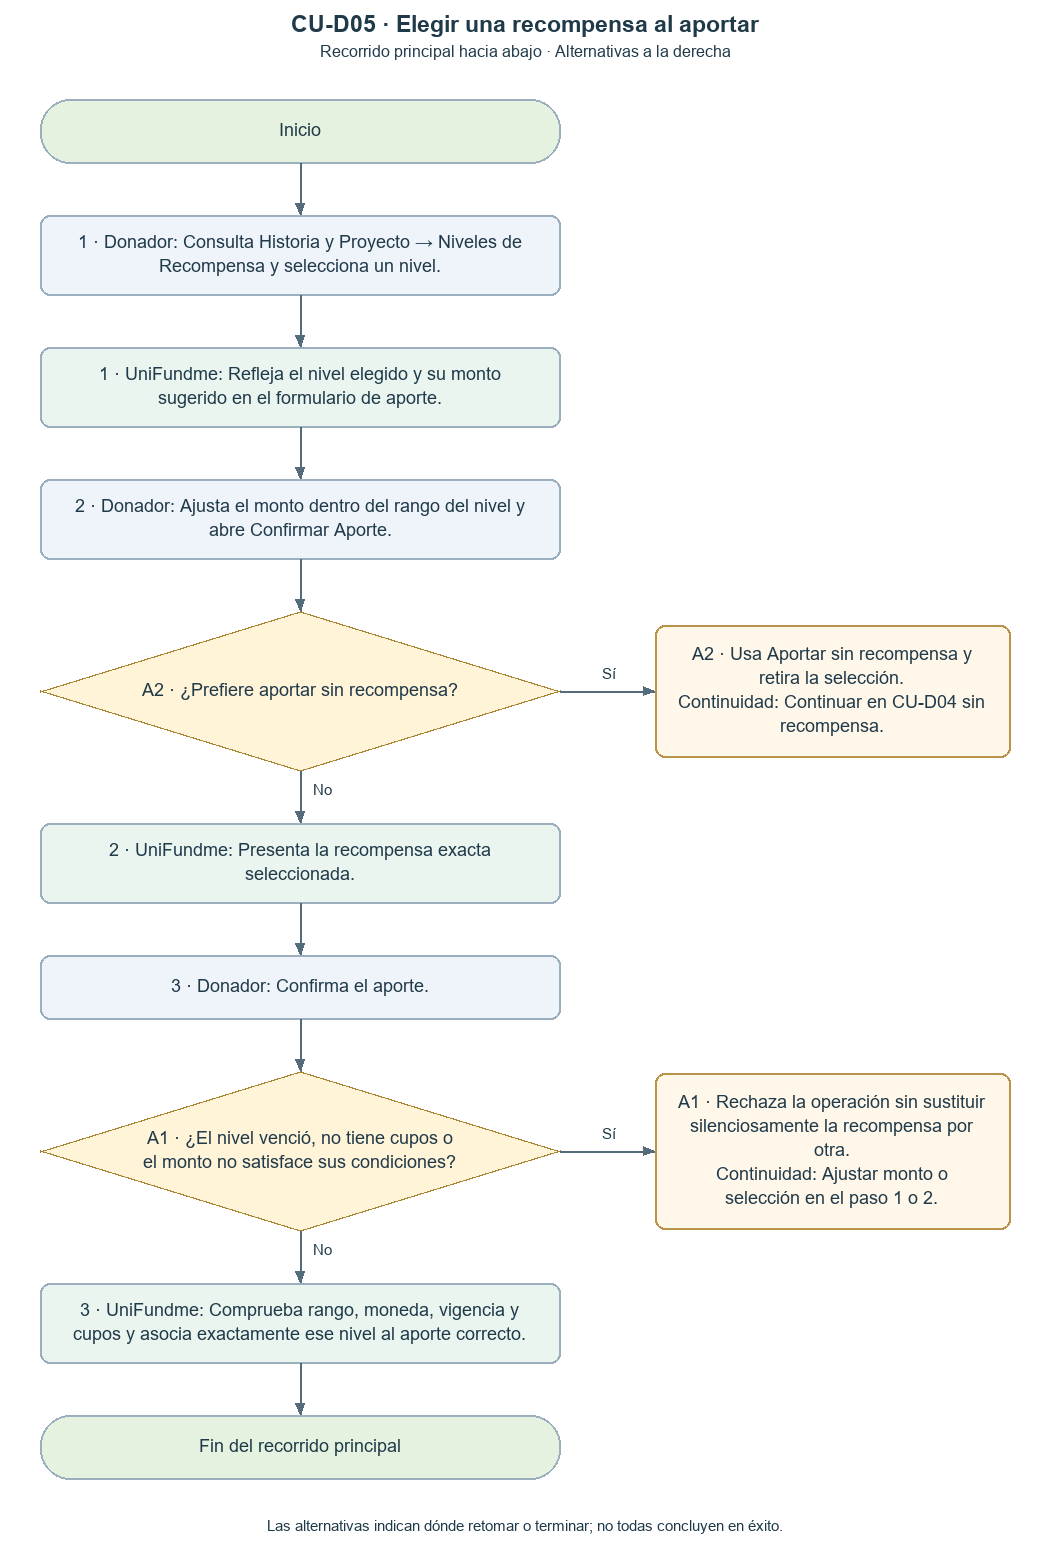 CU-D05 · Elegir una recompensa al aportar
Recorrido principal hacia abajo · Alternativas a la derecha
Inicio
1 · Donador: Consulta Historia y Proyecto → Niveles de
Recompensa y selecciona un nivel.
1 · UniFundme: Refleja el nivel elegido y su monto
sugerido en el formulario de aporte.
2 · Donador: Ajusta el monto dentro del rango del nivel y
abre Confirmar Aporte.
A2 · ¿Prefiere aportar sin recompensa?
Sí
A2 · Usa Aportar sin recompensa y
retira la selección.
Continuidad: Continuar en CU-D04 sin
recompensa.
No
2 · UniFundme: Presenta la recompensa exacta
seleccionada.
3 · Donador: Confirma el aporte.
A1 · ¿El nivel venció, no tiene cupos o
el monto no satisface sus condiciones?
Sí
A1 · Rechaza la operación sin sustituir
silenciosamente la recompensa por
otra.
Continuidad: Ajustar monto o
selección en el paso 1 o 2.
No
3 · UniFundme: Comprueba rango, moneda, vigencia y
cupos y asocia exactamente ese nivel al aporte correcto.
Fin del recorrido principal
Las alternativas indican dónde retomar o terminar; no todas concluyen en éxito.